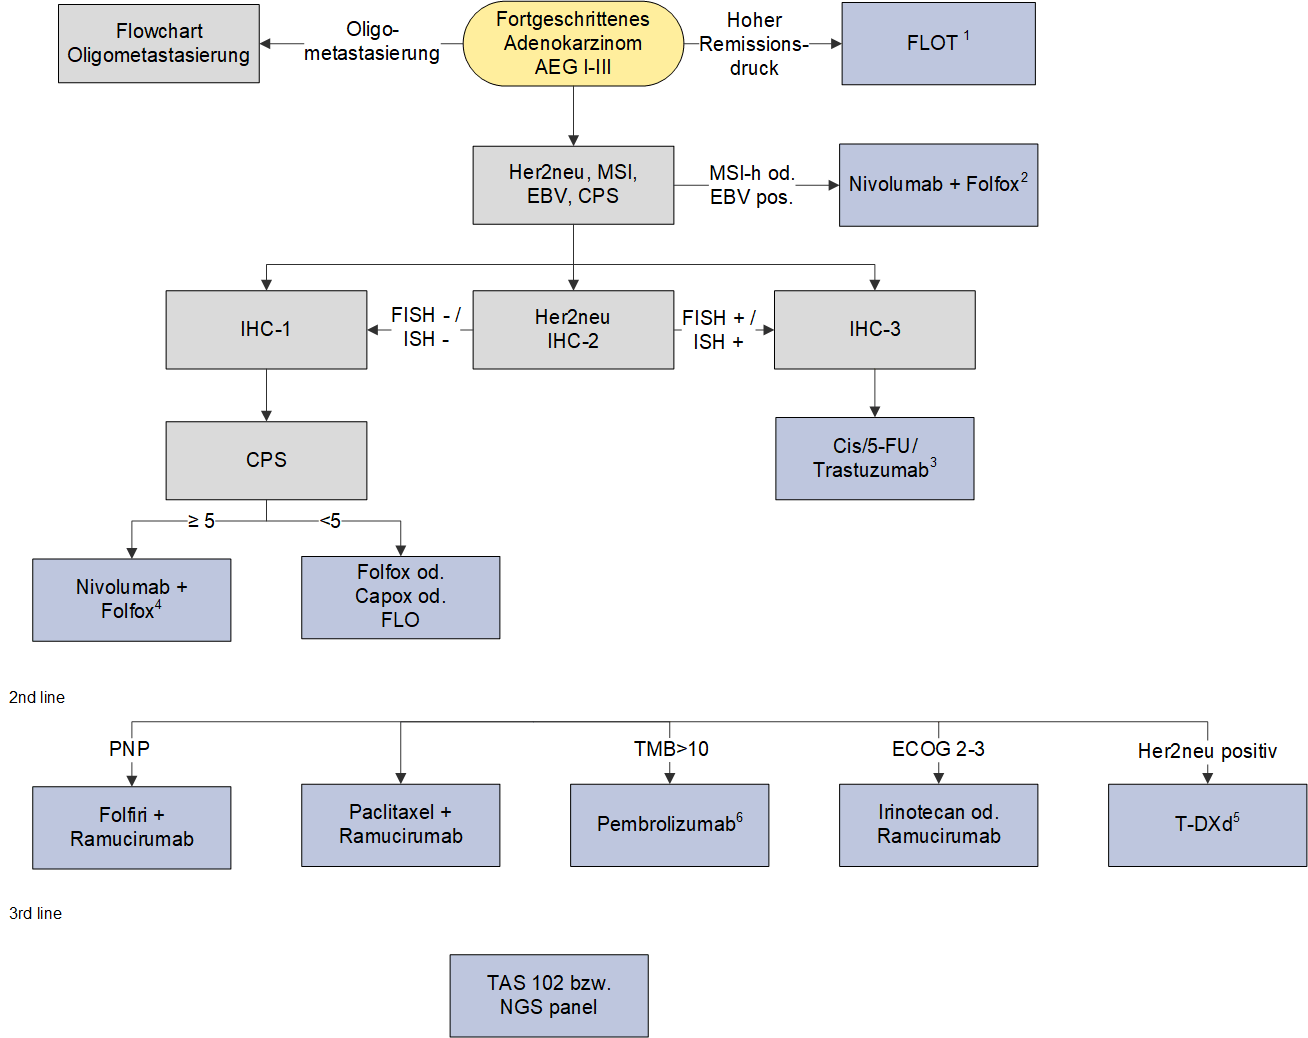 Flowchart
Oligometastasierung
Oligo-
metastasierung
Fortgeschrittenes
Adenokarzinom
AEG I-III
Hoher
Remissions-
druck
FLOT 1
Her2neu, MSI,
EBV, CPS
MSI-h od.
EBV pos.
Nivolumab + Folfox2
IHC-1
FISH - /
ISH -
Her2neu
IHC-2
FISH + /
ISH +
IHC-3
CPS
Cis/5-FU/
Trastuzumab3
≥ 5
<5
Nivolumab +
Folfox4
Folfox od.
Capox od.
FLO
2nd line
PNP
TMB>10
ECOG 2-3
Her2neu positiv
Folfiri +
Ramucirumab
Paclitaxel +
Ramucirumab
Pembrolizumab6
Irinotecan od.
Ramucirumab
T-DXd5
3rd line
TAS 102 bzw.
NGS panel